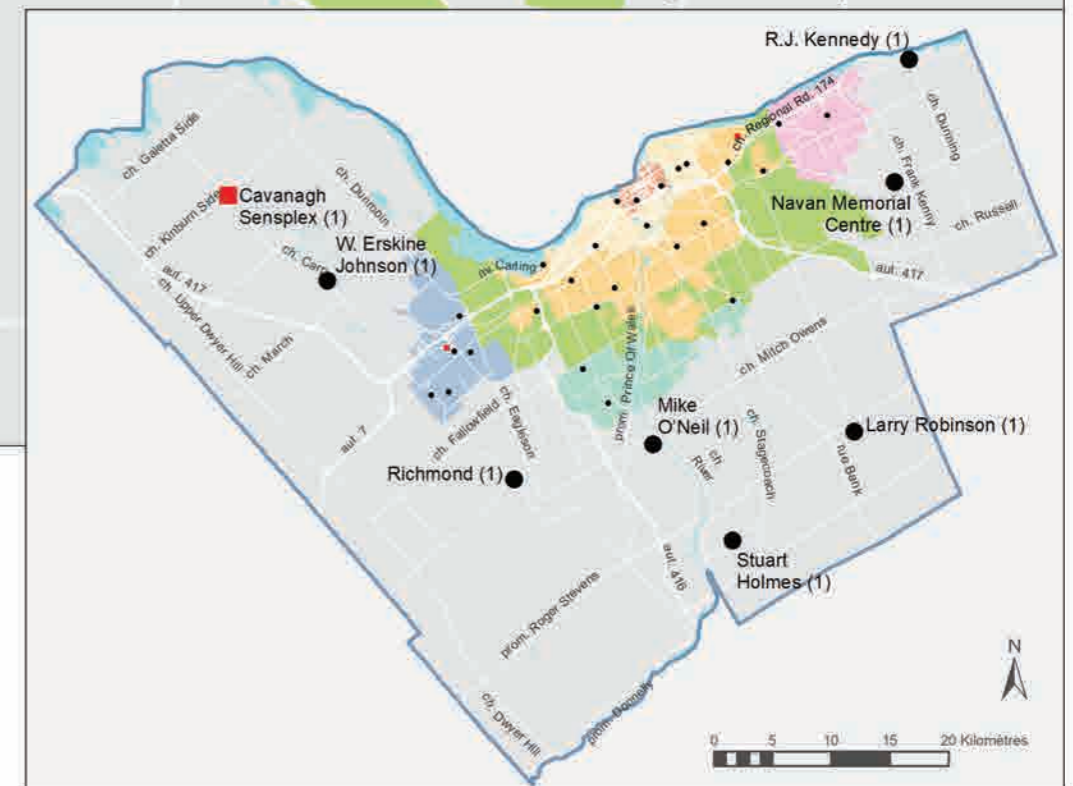 R.J. Kennedy (1)
ch. Regional Rd. 174
ch. Dunning
ch. Frank Kenny
ch. Galetta Side
ch. Dunrobin
Cavanagh
Sensplex (1)
ch. Kinburn Side
Navan Memorial
Centre (1)
ch. Russell
W. Erskine
Johnson (1)
ch. Carp
av. Carling
aut. 417
aut. 417
ch. Upper Dwyer Hill
ch. March
prom. Prince Of Wales
ch. Mitch Owens
aut. 7
ch. Fallowfield
ch. Eagleson
Mike
O'Neil (1)
ch. Stagecoach
Larry Robinson (1)
rue Bank
ch.
River
Richmond (1)
aut. 416
Stuart
Holmes (1)
prom. Roger Stevens
ch. Dwyer Hill
prom. Donnelly
N
0 5 10 15 20 Kilomètres